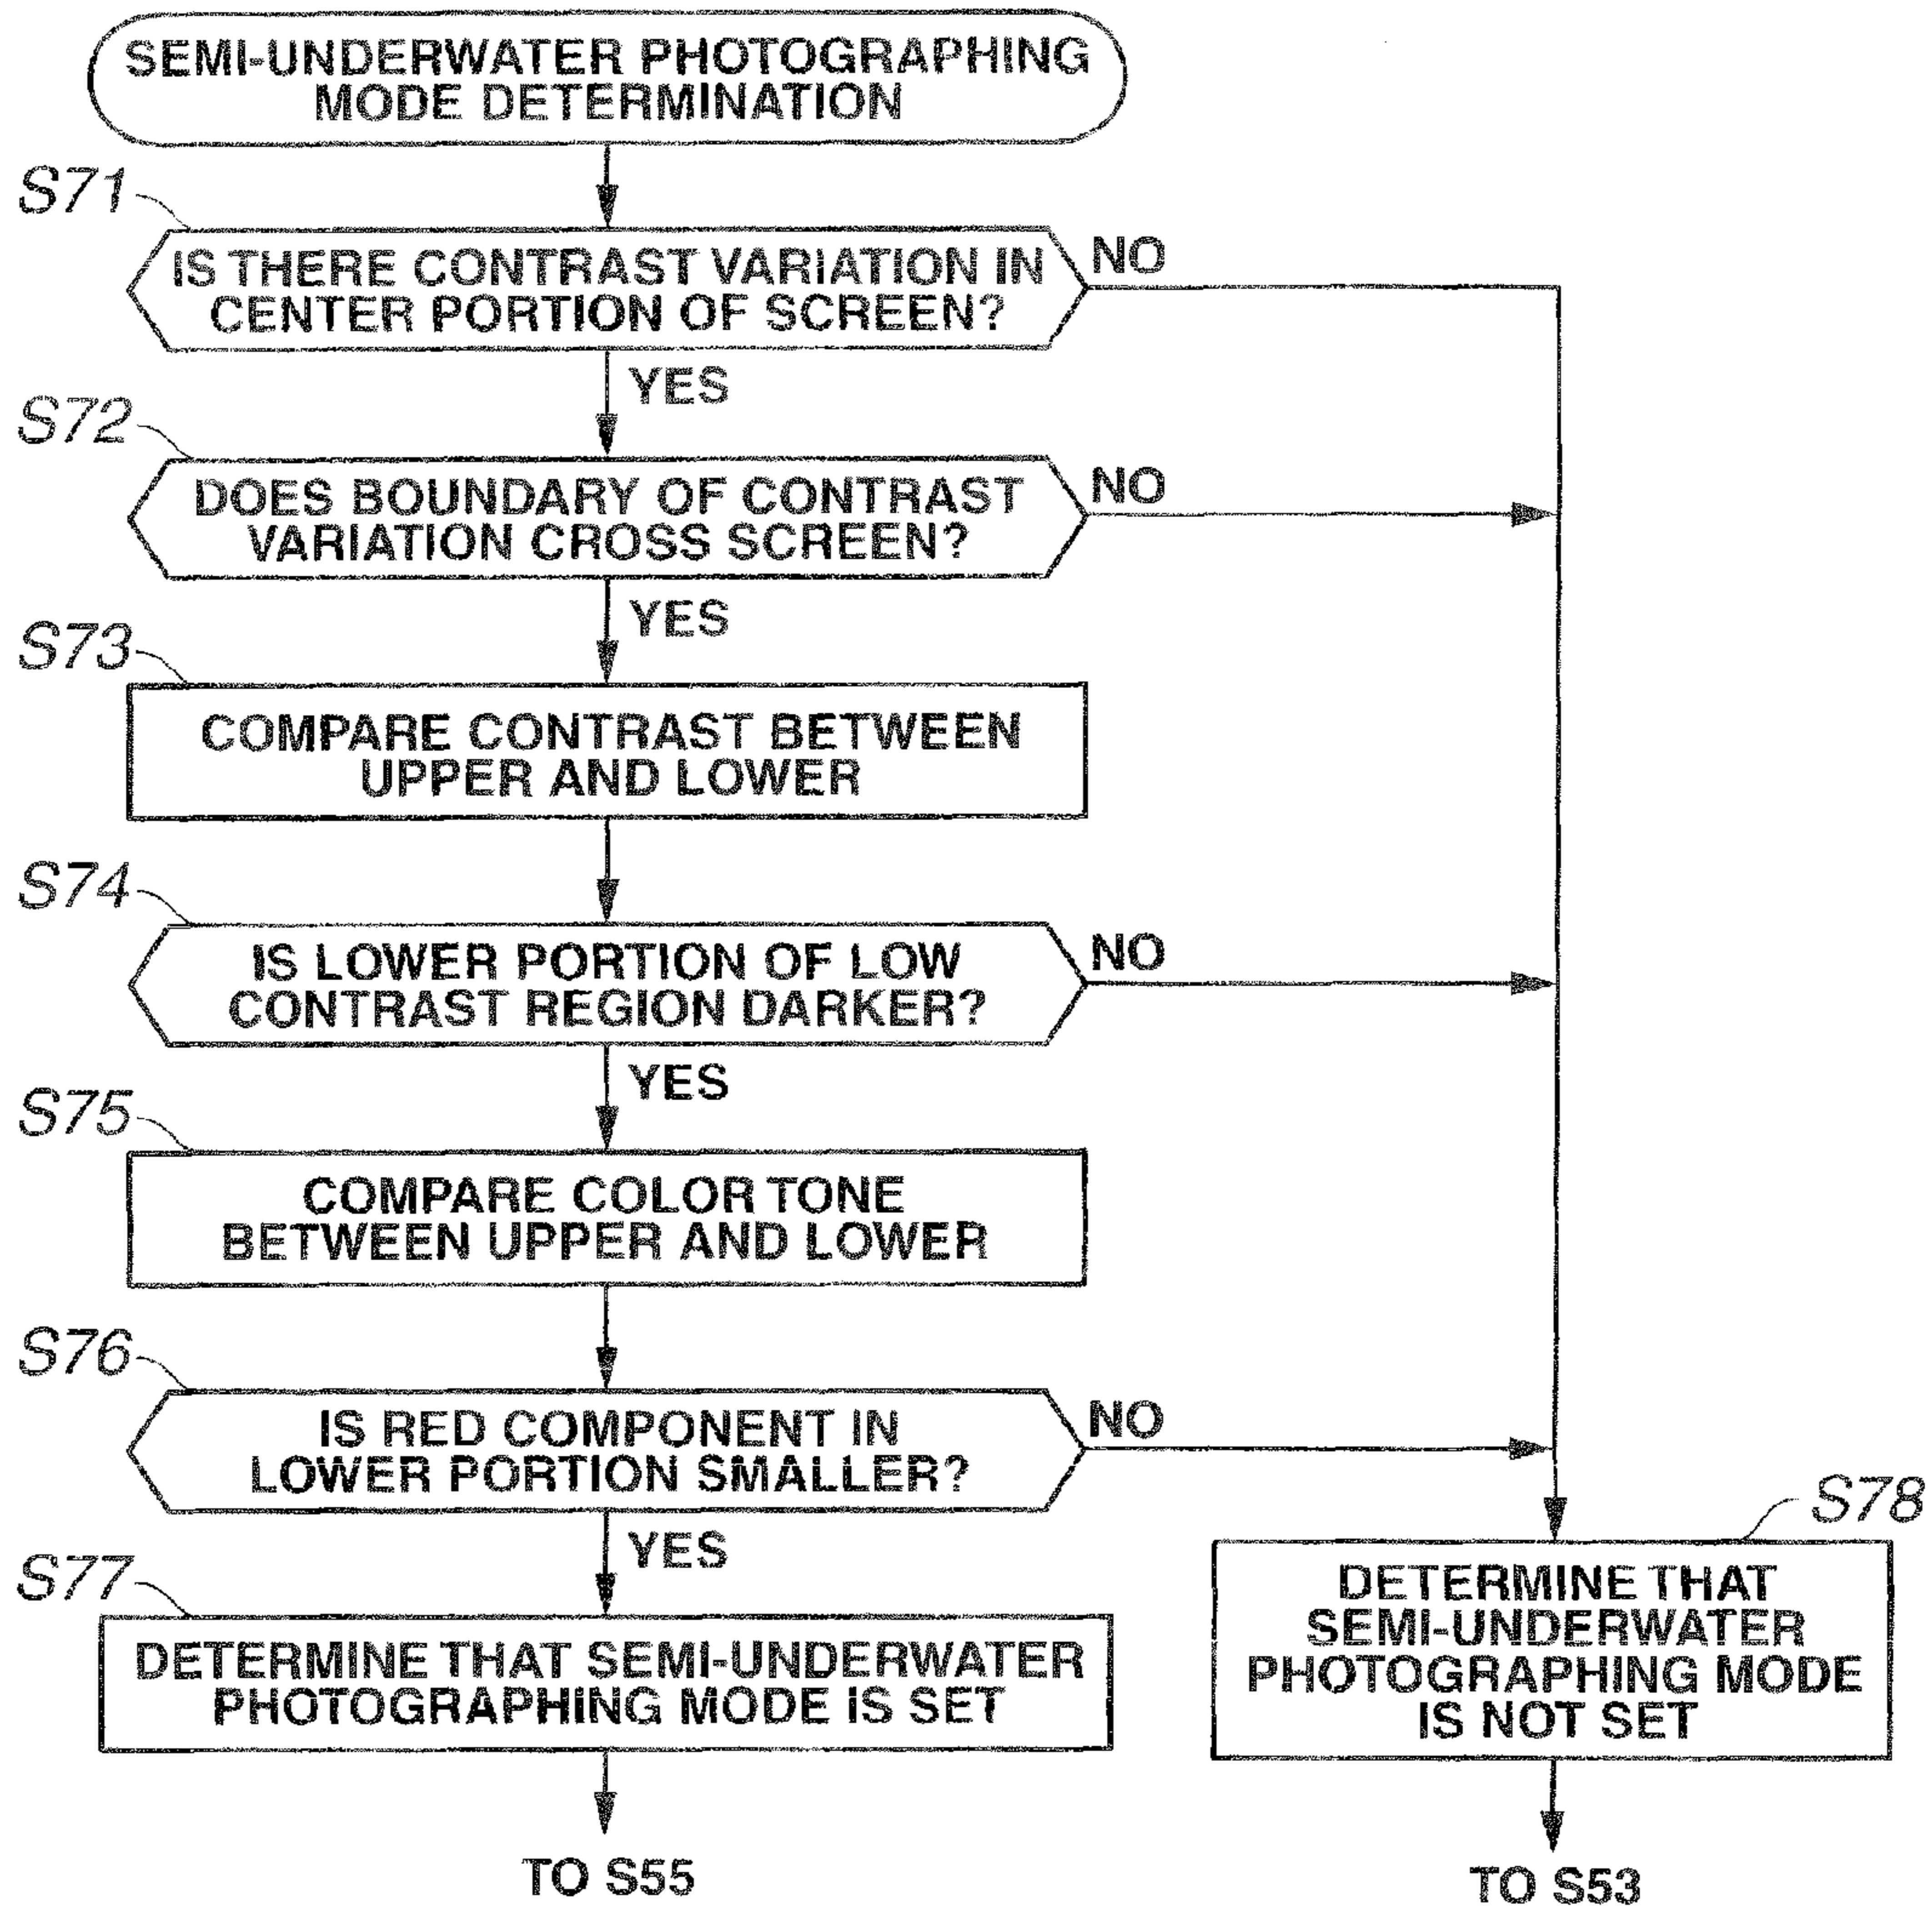 SEMI-UNDERWATER PHOTOGRAPHING
MODE DETERMINATION
S71
IS THERE CONTRAST VARIATION IN
CENTER PORTION OF SCREEN?
NO
YES
S72
DOES BOUNDARY OF CONTRAST
VARIATION CROSS SCREEN?
NO
YES
S73
COMPARE CONTRAST BETWEEN
UPPER AND LOWER
S74
IS LOWER PORTION OF LOW
CONTRAST REGION DARKER?
NO
YES
S75
COMPARE COLOR TONE
BETWEEN UPPER AND LOWER
S76
IS RED COMPONENT IN
LOWER PORTION SMALLER?
NO
YES
S77
DETERMINE THAT SEMI-UNDERWATER
PHOTOGRAPHING MODE IS SET
TO S55
S78
DETERMINE THAT
SEMI-UNDERWATER
PHOTOGRAPHING MODE
IS NOT SET
TO S53